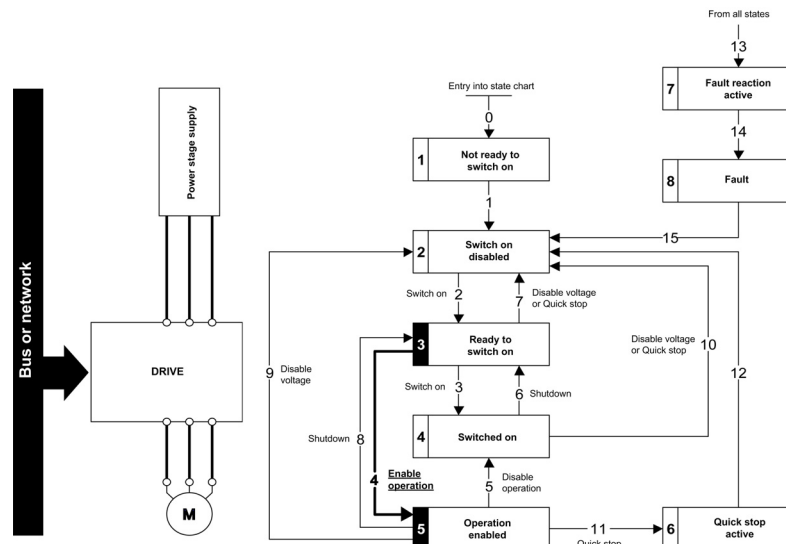 Bus or network
Power stage supply
DRIVE
M
From all states
13
7
Fault reaction
active
14
8
Fault
15
Entry into state chart
0
1
Not ready to
switch on
1
2
Switch on
disabled
Switch on
2
7
Disable voltage
or Quick stop
3
Ready to
switch on
Switch on
3
6
Shutdown
4
Switched on
Disable voltage
or Quick stop
10
12
9
Disable
voltage
Shutdown
8
4
Enable
operation
5
Disable
operation
5
Operation
enabled
11
Quick stop
6
Quick stop
active